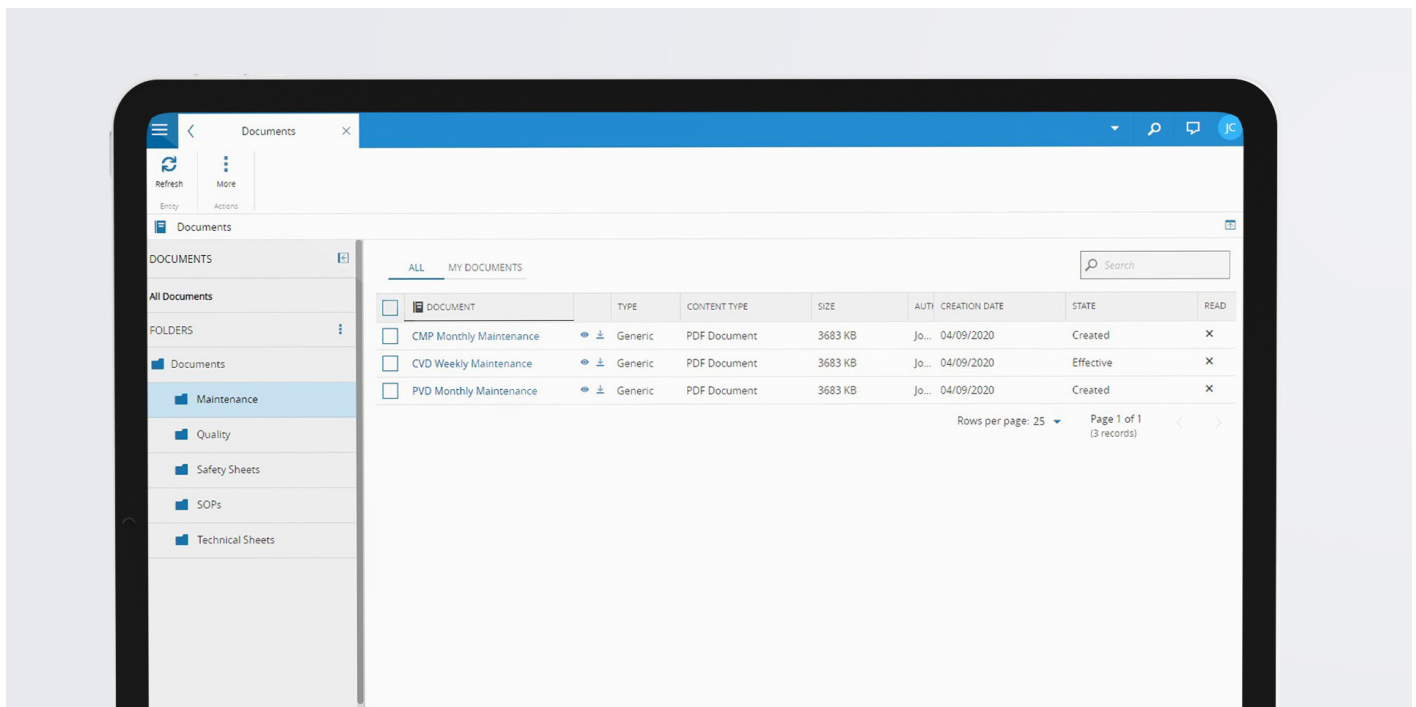 Documents
JC
Refresh
More
Entity
Actions
Documents
DOCUMENTS
All Documents
FOLDERS
Documents
Maintenance
Quality
Safety Sheets
SOPs
Technical Sheets
ALL MY DOCUMENTS
Search
DOCUMENT TYPE CONTENT TYPE SIZE AUTH CREATION DATE STATE READ
CMP Monthly Maintenance Generic PDF Document 3683 KB Jo... 04/09/2020 Created
CVD Weekly Maintenance Generic PDF Document 3683 KB Jo... 04/09/2020 Effective
PVD Monthly Maintenance Generic PDF Document 3683 KB Jo... 04/09/2020 Created
Rows per page: 25 Page 1 of 1
(3 records)